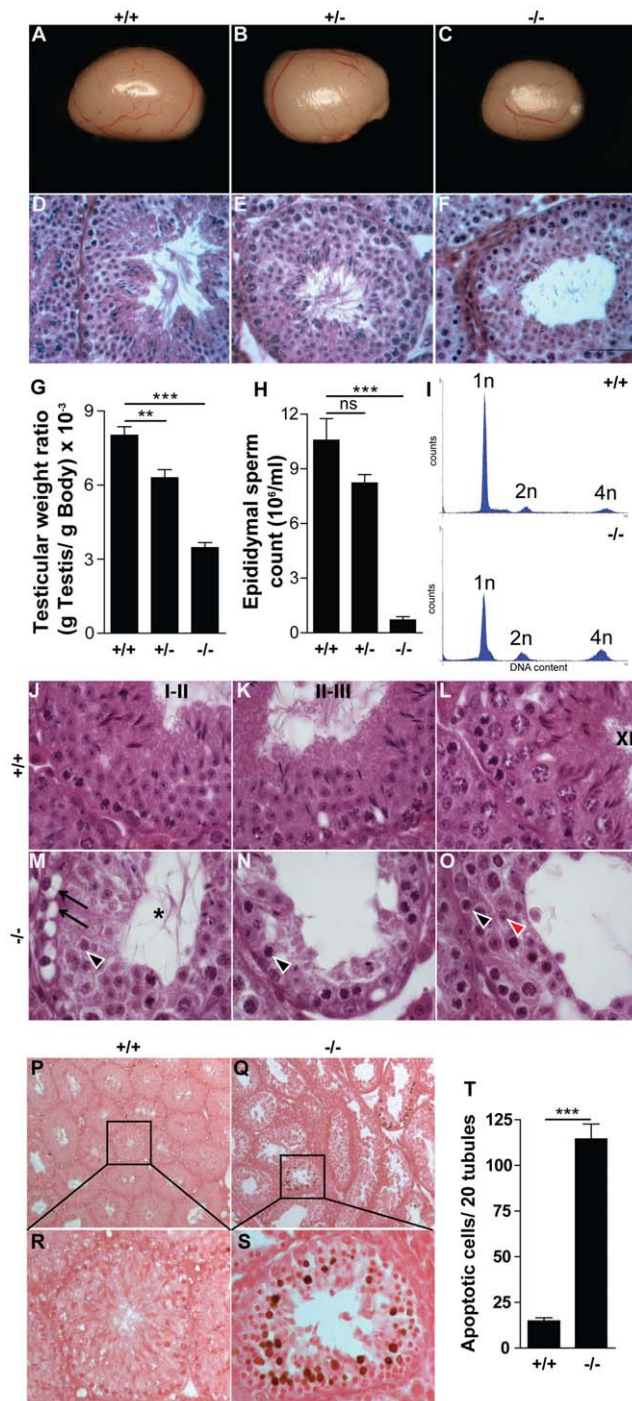 +/+ +/- -/-
A B C
D E F
G H I
*** *** +/+
** ns 1n
Testicular weight ratio
(g Testis/ g Body) x 10⁻³
9
6
3
0
+/+ +/- -/-
Epididymal sperm
count (10⁶/ml)
12
9
6
3
0
+/+ +/- -/-
counts
2n 4n
-/-
1n
counts
2n 4n
DNA content
J I-II K II-III L XI
+/+
M * N O
-/-
+/+ -/-
P Q T
R S
***
Apoptotic cells/ 20 tubules
125
100
75
50
25
0
+/+ -/-